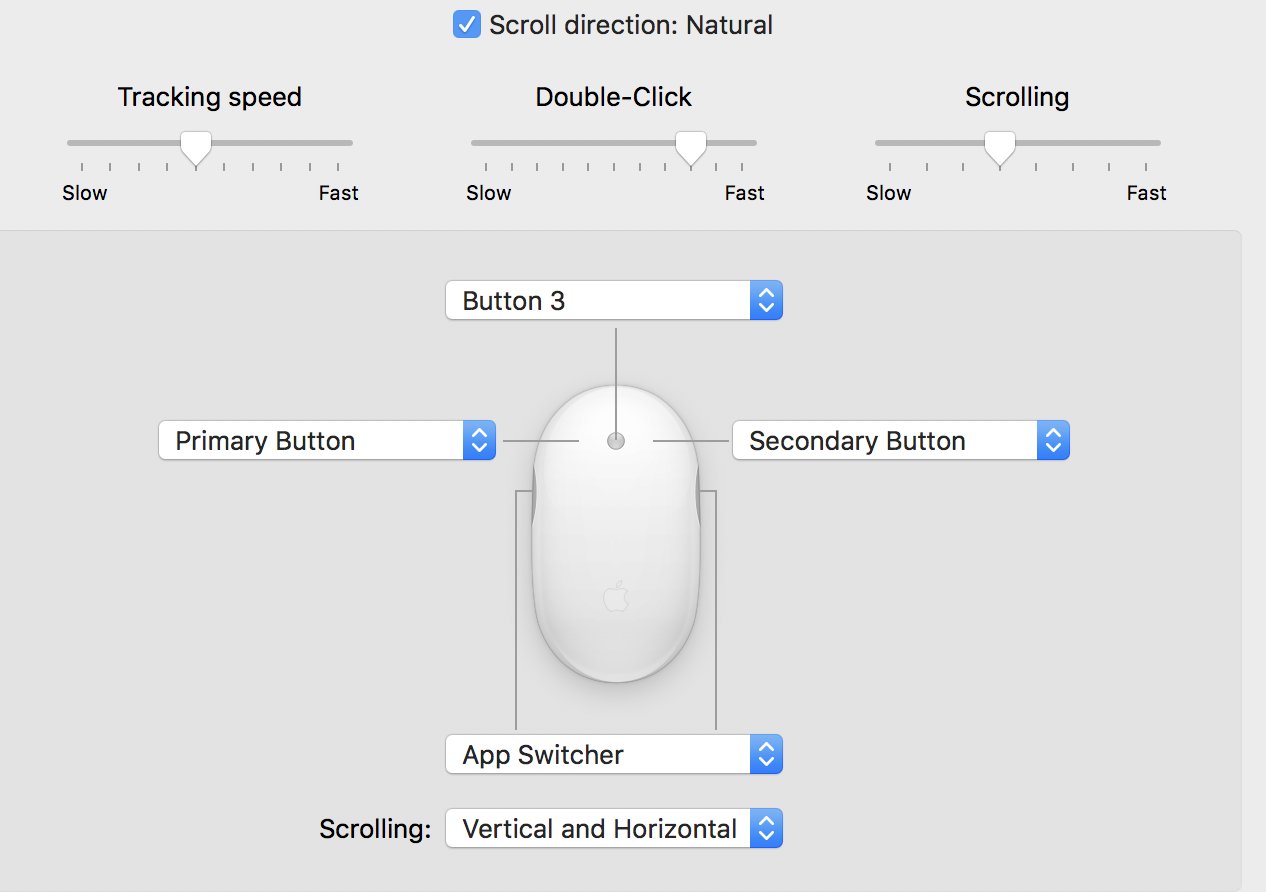 Scroll direction: Natural
Tracking speed
Double-Click
Scrolling
Slow
Fast
Slow
Fast
Slow
Fast
Button 3
Primary Button
Secondary Button
App Switcher
Scrolling:
Vertical and Horizontal